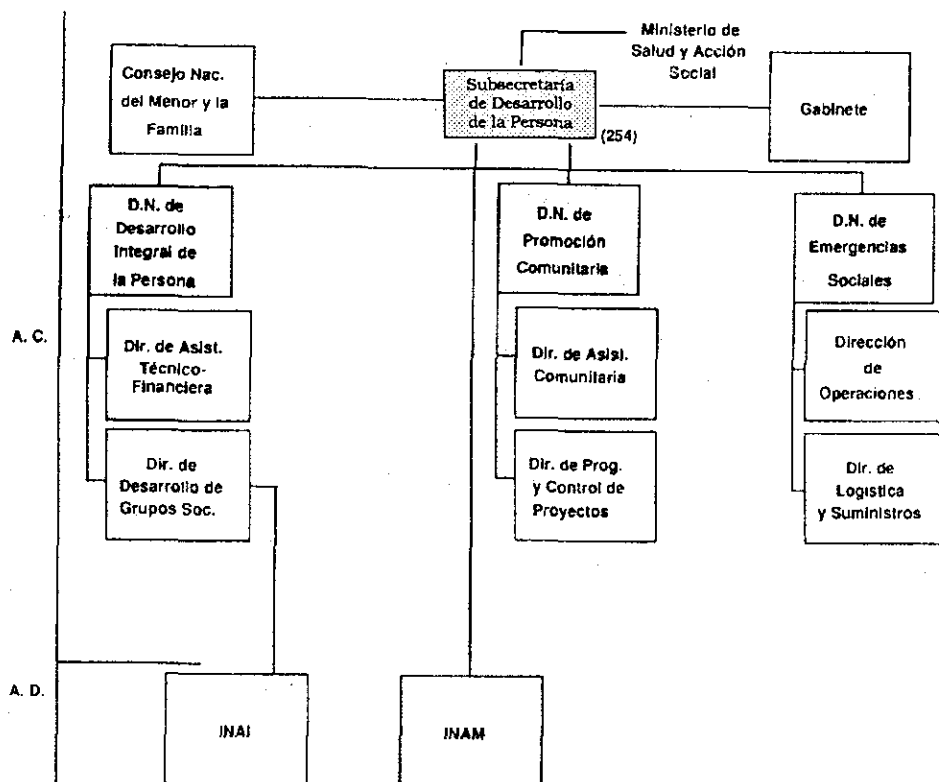 Ministerio de
Salud y Acción
Social
Consejo Nac.
del Menor y la
Familia
Subsecretaría
de Desarrollo
de la Persona
(254)
Gabinete
D.N. de
Desarrollo
Integral de
la Persona
D.N. de
Promoción
Comunitaria
D.N. de
Emergencias
Sociales
A. C.
Dir. de Asist.
Técnico-
Financiera
Dir. de Asist.
Comunitaria
Dirección
de
Operaciones
Dir. de
Desarrollo de
Grupos Soc.
Dir. de Prog.
y Control de
Proyectos
Dir. de
Logística
y Suministros
A. D.
INAI
INAM